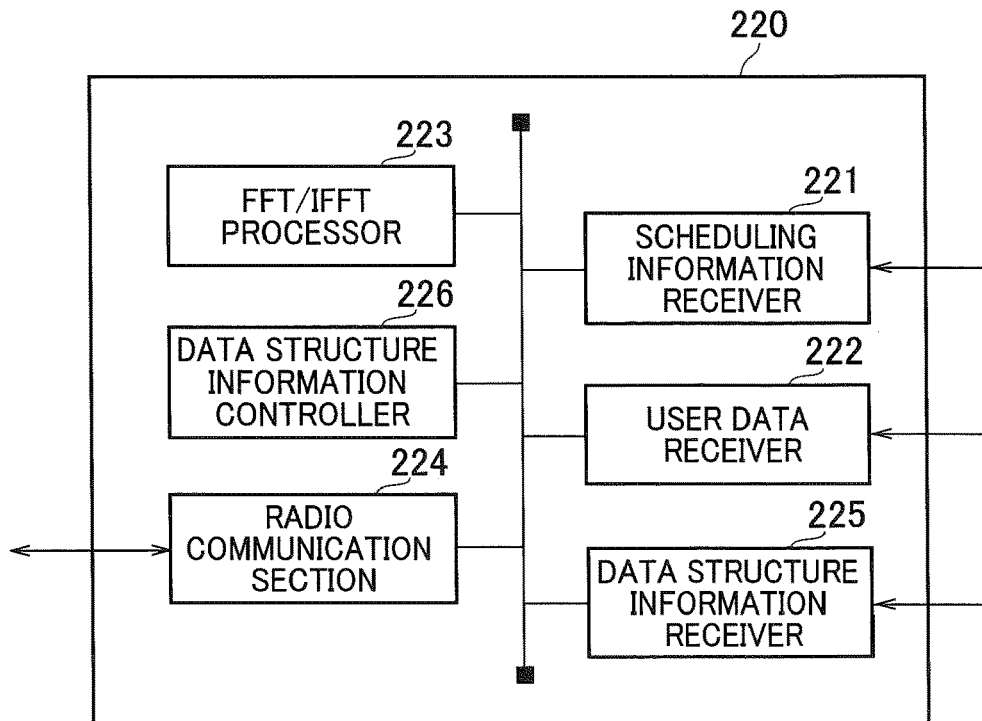 220
223
FFT/IFFT
PROCESSOR
221
SCHEDULING
INFORMATION
RECEIVER
226
DATA STRUCTURE
INFORMATION
CONTROLLER
222
USER DATA
RECEIVER
224
RADIO
COMMUNICATION
SECTION
225
DATA STRUCTURE
INFORMATION
RECEIVER